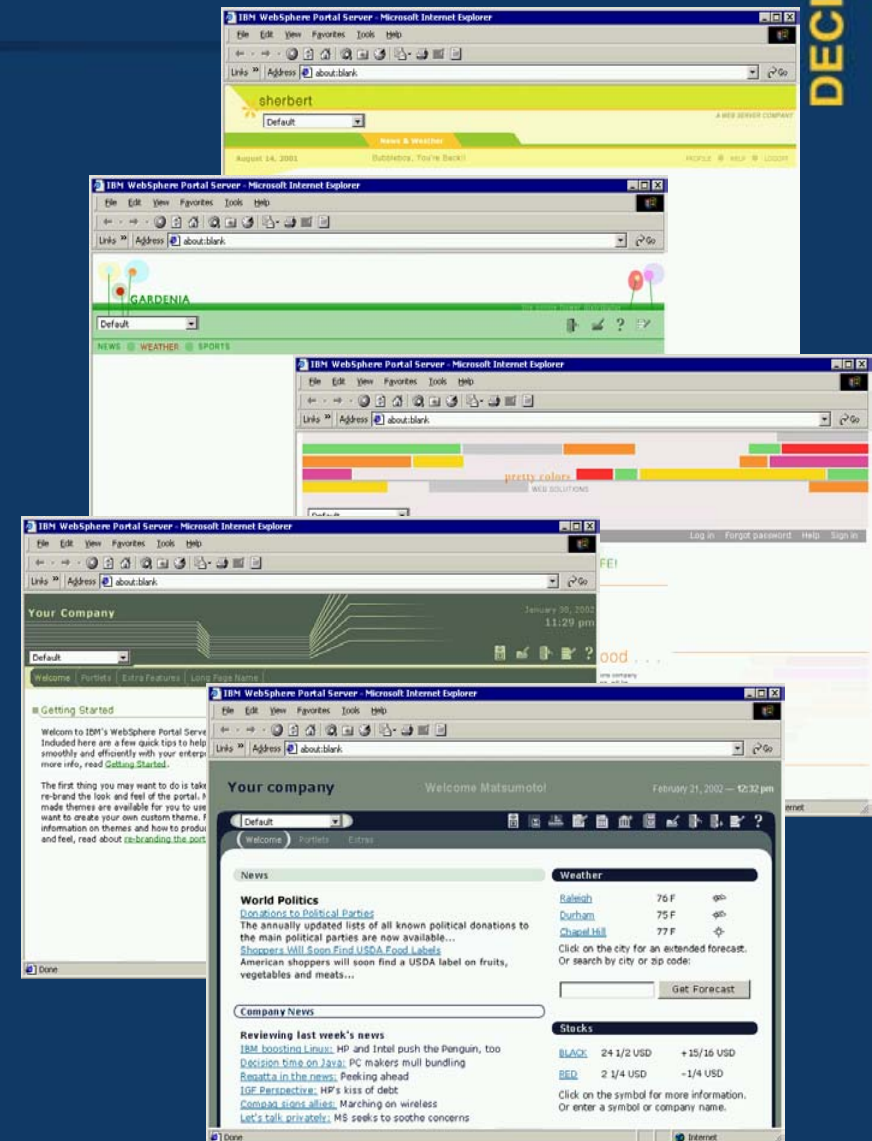 DECI
IBM WebSphere Portal Server - Microsoft Internet Explorer
File Edit View Favorites Tools Help
Links » Address about:blank Go
sherbert
Default
A WEB SERVER COMPANY
News & Weather
August 14, 2001 Bubbleboy, You're Back!! PROFILE HELP LOGOFF
IBM WebSphere Portal Server - Microsoft Internet Explorer
File Edit View Favorites Tools Help
Links » Address about:blank Go
GARDENIA
Default ?
NEWS WEATHER SPORTS
IBM WebSphere Portal Server - Microsoft Internet Explorer
File Edit View Favorites Tools Help
Links » Address about:blank Go
pretty colors
WEB SOLUTIONS
Default
Log in Forgot password Help Sign in
FE!
ood . . .
ons company
ernet
IBM WebSphere Portal Server - Microsoft Internet Explorer
File Edit View Favorites Tools Help
Links » Address about:blank Go
Your Company
January 30, 2002
11:29 pm
Default ?
Welcome Portlets Extra Features Long Page Name
Getting Started
Welcom to IBM's WebSphere Portal Serve
Included here are a few quick tips to help
smoothly and efficiently with your enterpr
more info, read Getting Started.
The first thing you may want to do is take
re-brand the look and feel of the portal. M
made themes are available for you to use
want to create your own custom theme. F
information on themes and how to produc
and feel, read about re-branding the port
Done
IBM WebSphere Portal Server - Microsoft Internet Explorer
File Edit View Favorites Tools Help
Links » Address about:blank Go
Your company Welcome Matsumoto! February 21, 2002 — 12:32 pm
Default ?
Welcome Portlets Extras
News
World Politics
Donations to Political Parties
The annually updated lists of all known political donations to
the main political parties are now available...
Shoppers Will Soon Find USDA Food Labels
American shoppers will soon find a USDA label on fruits,
vegetables and meats...
Company News
Reviewing last week's news
IBM boosting Linux: HP and Intel push the Penguin, too
Decision time on Java: PC makers mull bundling
Regatta in the news: Peeking ahead
IGF Perspective: HP's kiss of debt
Compaq signs allies: Marching on wireless
Let's talk privately: MS seeks to soothe concerns
Weather
Raleigh 76 F
Durham 75 F
Chapel Hill 77 F
Click on the city for an extended forecast.
Or search by city or zip code:
Get Forecast
Stocks
BLACK 24 1/2 USD +15/16 USD
RED 2 1/4 USD -1/4 USD
Click on the symbol for more information.
Or enter a symbol or company name.
Done Internet